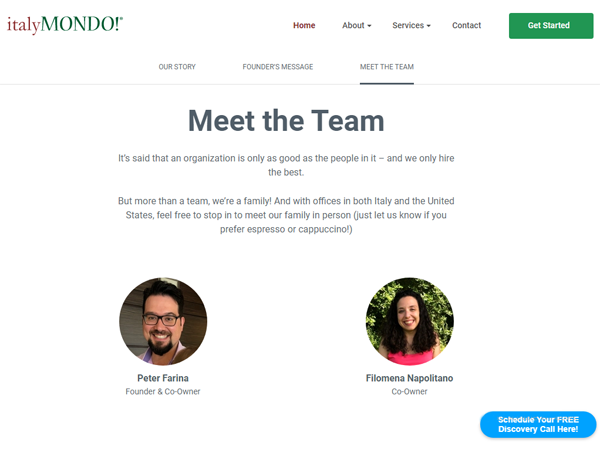 italyMONDO!®
Home
About
Services
Contact
Get Started
OUR STORY
FOUNDER'S MESSAGE
MEET THE TEAM
Meet the Team
It's said that an organization is only as good as the people in it – and we only hire
the best.
But more than a team, we're a family! And with offices in both Italy and the United
States, feel free to stop in to meet our family in person (just let us know if you
prefer espresso or cappuccino!)
Peter Farina
Founder & Co-Owner
Filomena Napolitano
Co-Owner
Schedule Your FREE
Discovery Call Here!